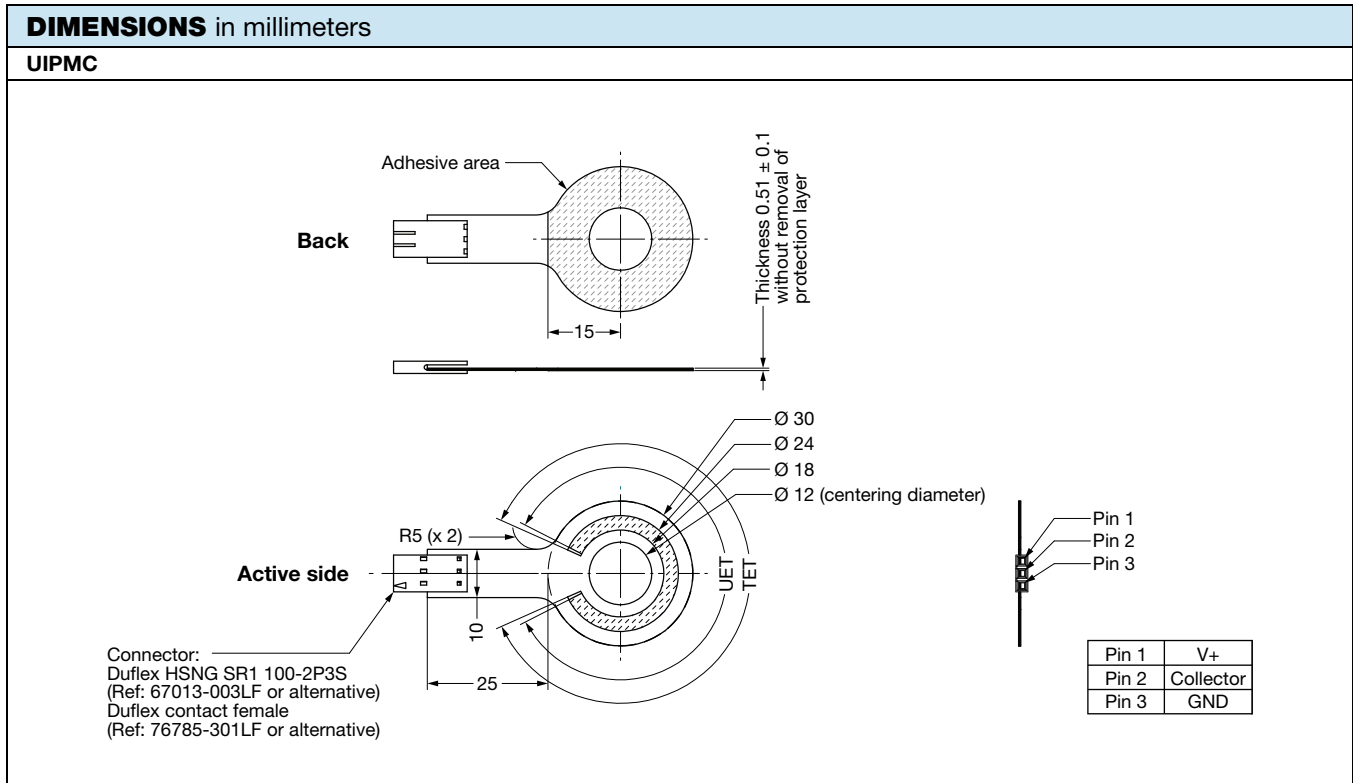 DIMENSIONS in millimeters
UIPMC
Adhesive area
Back
Thickness 0.51 ± 0.1
without removal of
protection layer
15
Ø 30
Ø 24
Ø 18
Ø 12 (centering diameter)
R5 (x 2)
Active side
UET
TET
10
25
Connector:
Duflex HSNG SR1 100-2P3S
(Ref: 67013-003LF or alternative)
Duflex contact female
(Ref: 76785-301LF or alternative)
Pin 1
Pin 2
Pin 3
Pin 1 V+
Pin 2 Collector
Pin 3 GND